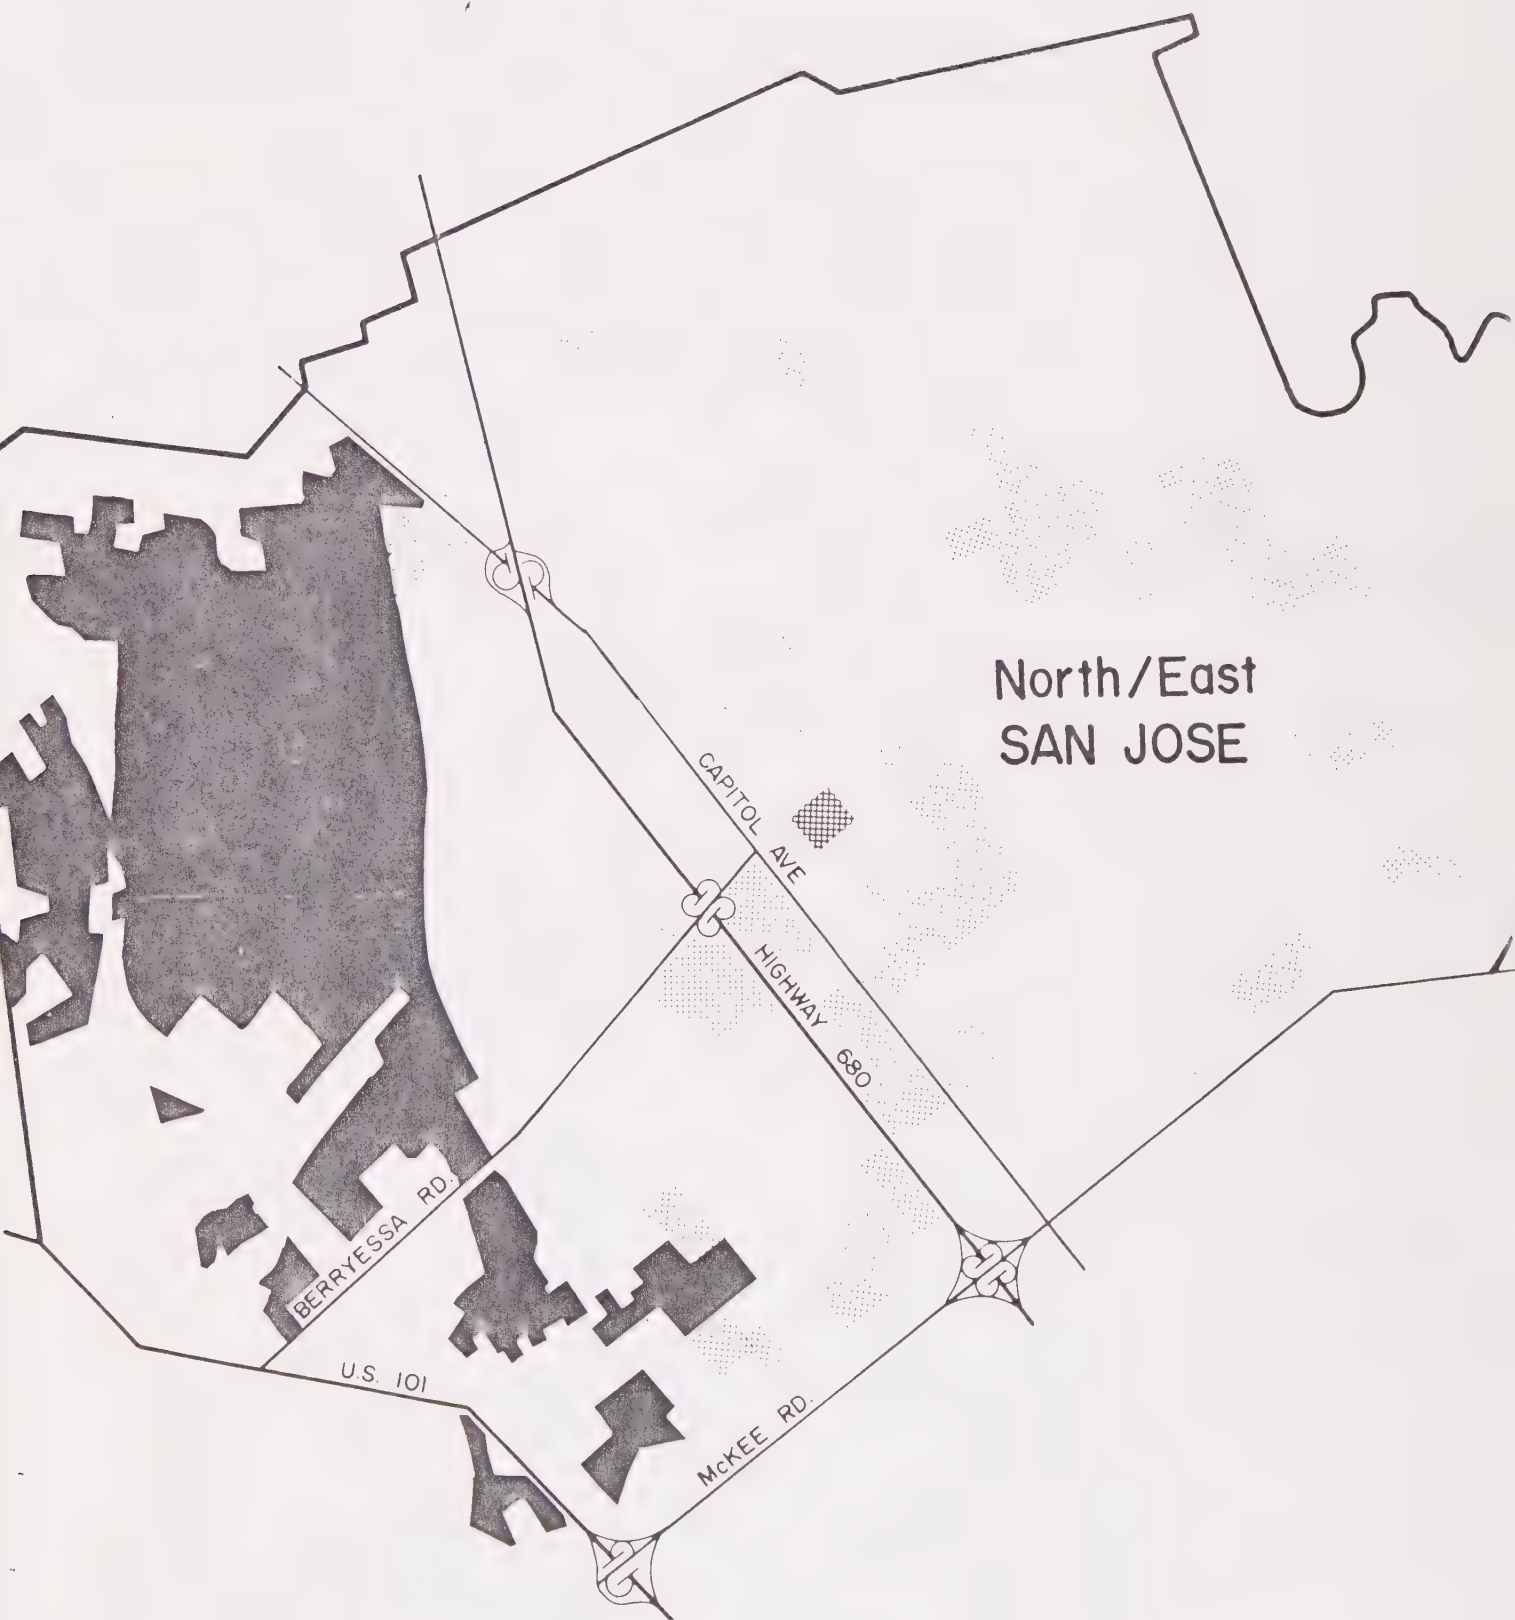 North/East
SAN JOSE
CAPITOL AVE
HIGHWAY 680
BERRYESSA RD.
U.S. 101
McKEE RD.